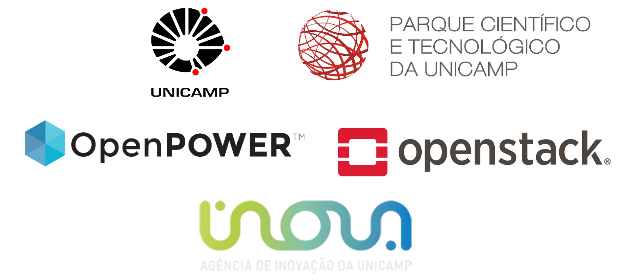 UNICAMP
PARQUE CIENTÍFICO
E TECNOLÓGICO
DA UNICAMP
OpenPOWER™
openstack®
inova
AGÊNCIA DE INOVAÇÃO DA UNICAMP